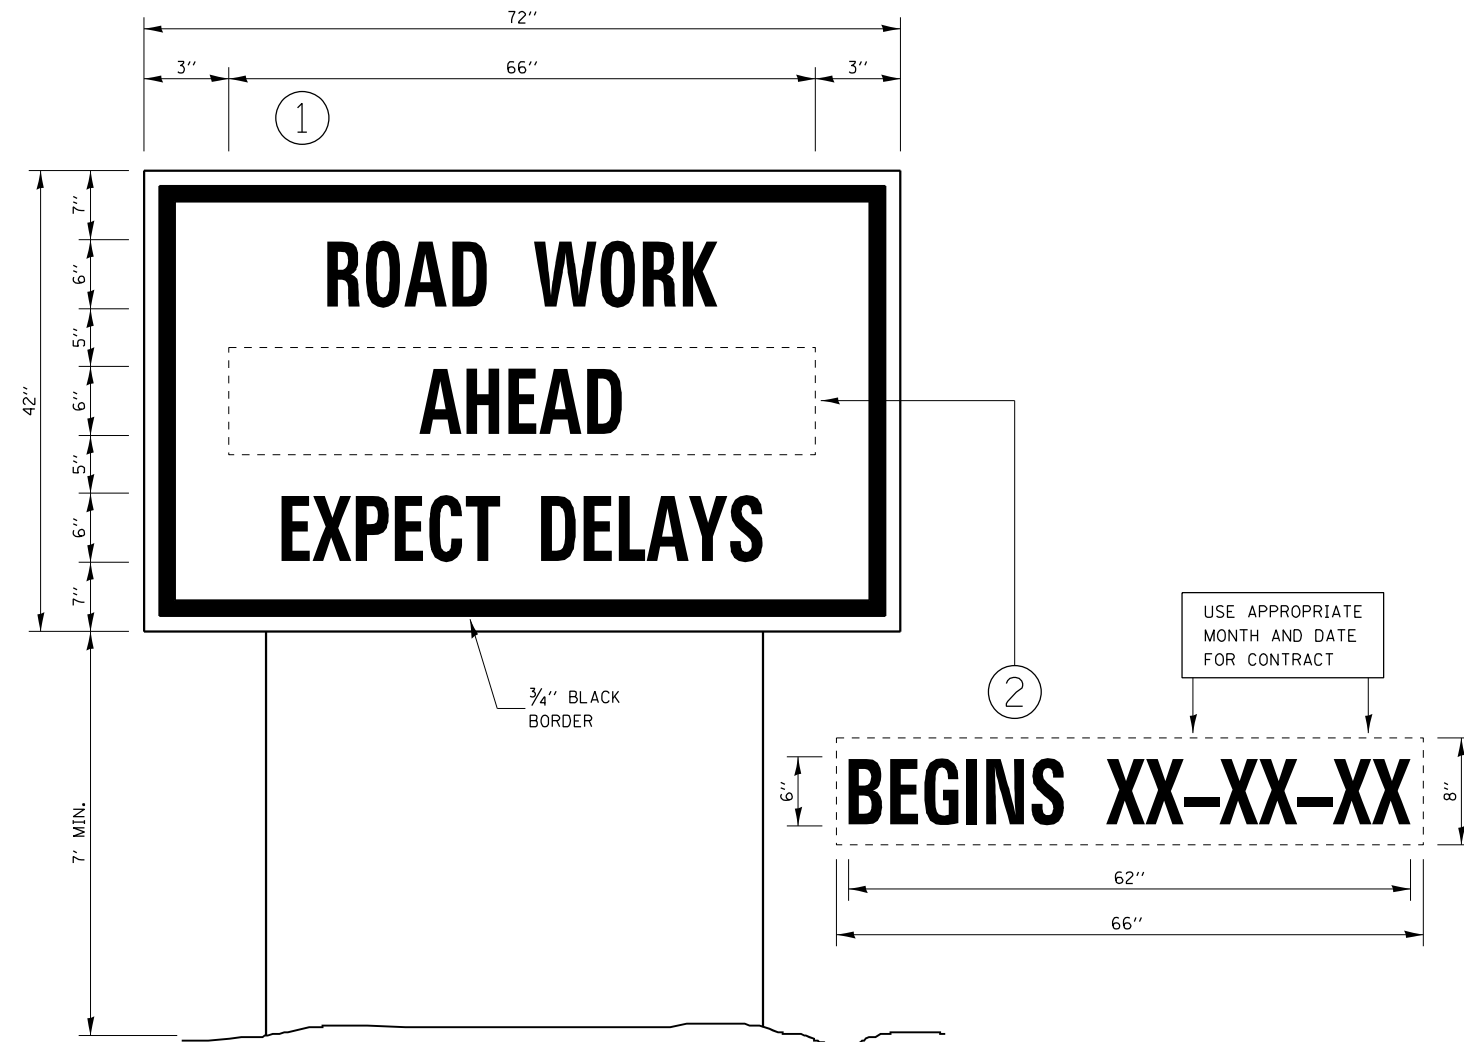 72''
3'' 66'' 3''
1
7''
6''
5''
6''
5''
6''
7''
42''
ROAD WORK
AHEAD
EXPECT DELAYS
3/4'' BLACK
BORDER
7' MIN.
2
USE APPROPRIATE
MONTH AND DATE
FOR CONTRACT
6''
BEGINS XX-XX-XX
8''
62''
66''